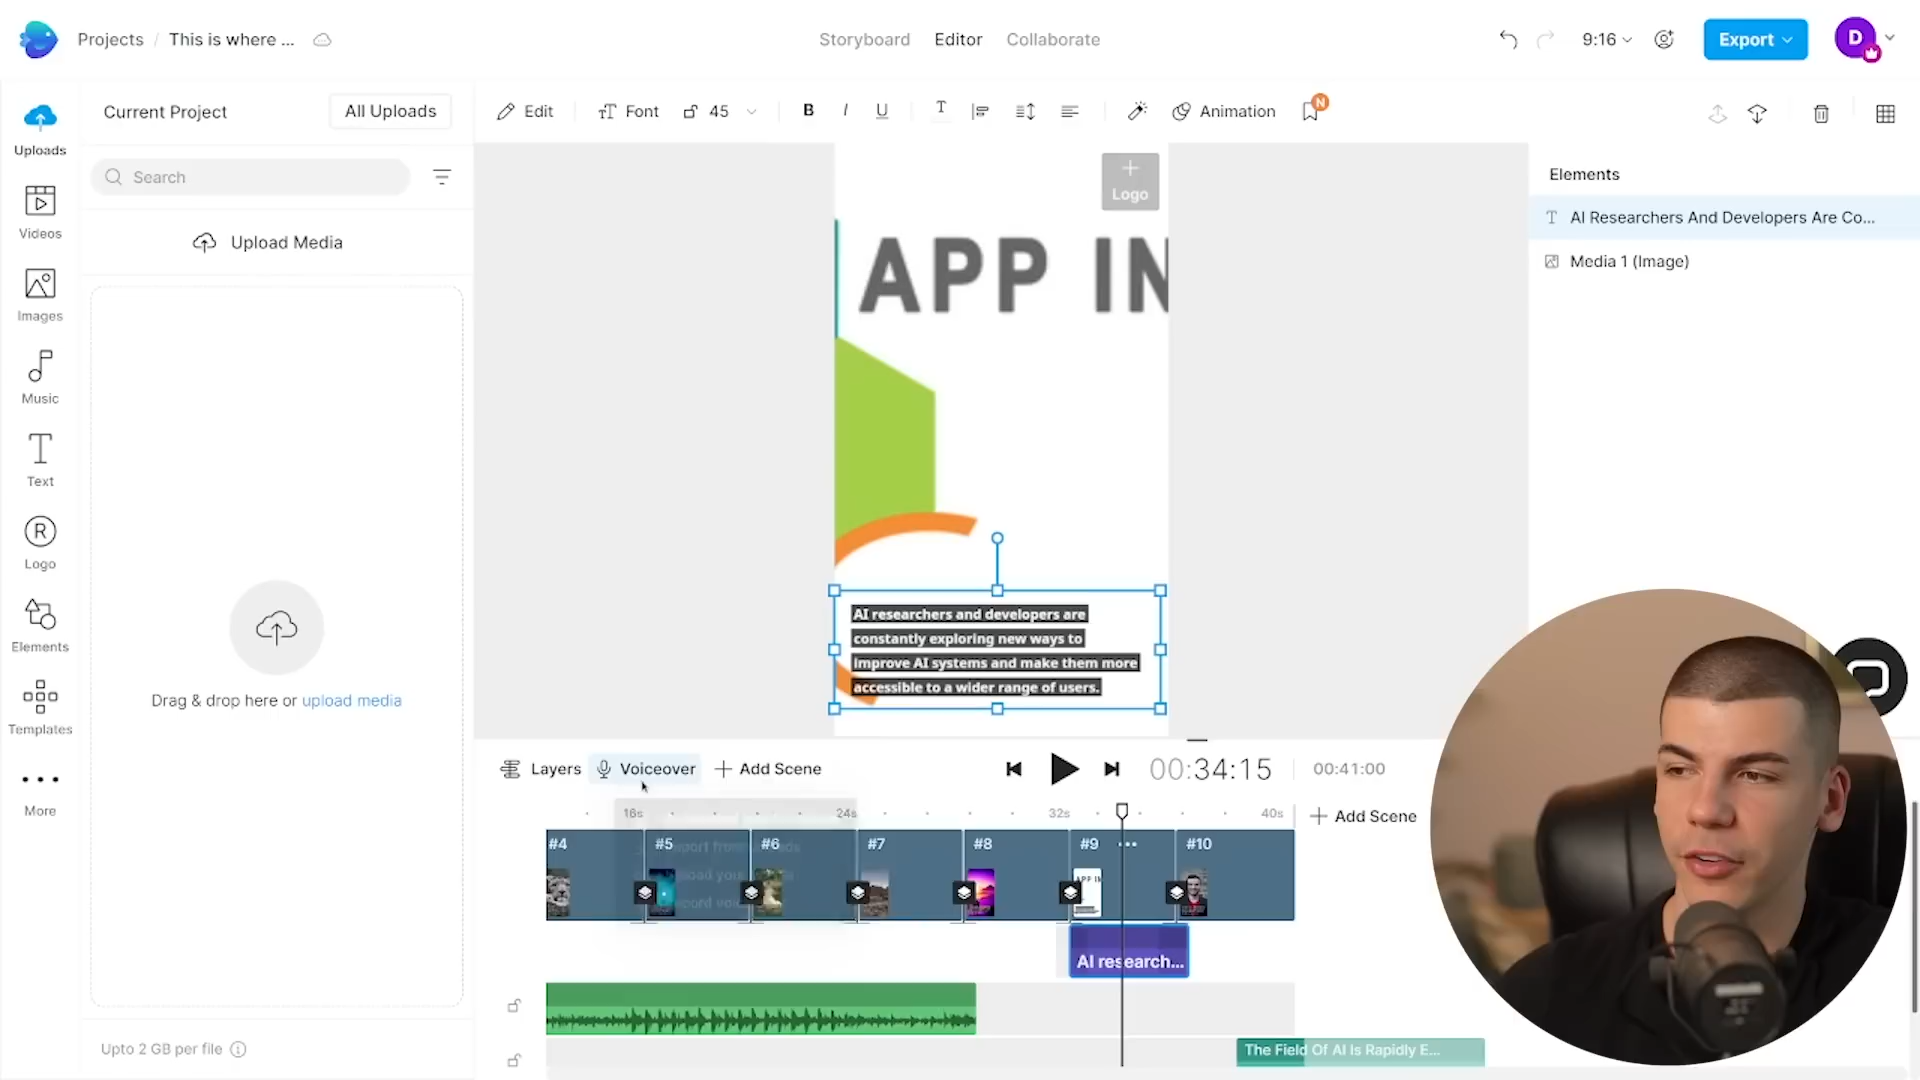 Projects / This is where ...
Storyboard
Editor
Collaborate
9:16
Export
D
Uploads
Videos
Images
Music
Text
R
Logo
Elements
Templates
More
Current Project
All Uploads
Search
Upload Media
Drag & drop here or upload media
Upto 2 GB per file
Edit
Font
45
B
I
U
T
Animation
N
+
Logo
APP IN
AI researchers and developers are
constantly exploring new ways to
improve AI systems and make them more
accessible to a wider range of users.
Elements
AI Researchers And Developers Are Co...
Media 1 (Image)
Layers
Voiceover
Add Scene
00:34:15
00:41:00
16s
24s
32s
40s
Add Scene
#4
#5
#6
#7
#8
#9
#10
AI research...
The Field Of AI Is Rapidly E...